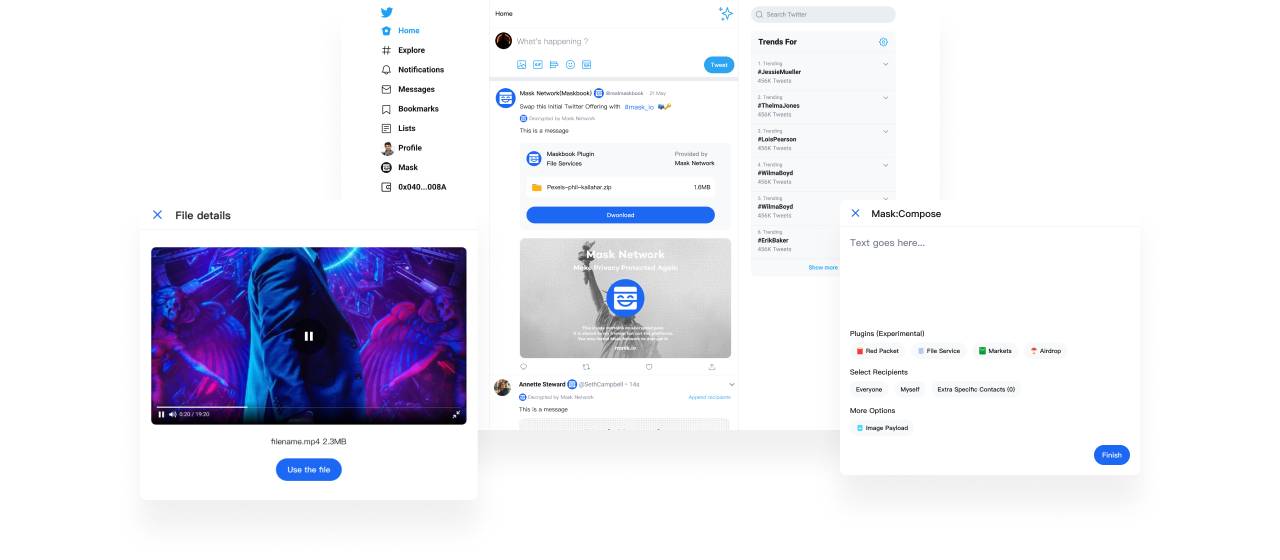 Home
Explore
Notifications
Messages
Bookmarks
Lists
Profile
Mask
0x040...008A
Home
What's happening ?
GIF
Tweet
Mask Network(Maskbook) @realmaskbook · 21 May
Swap this Initial Twitter Offering with #mask_io
Decrypted by Mask Network
This is a message
Maskbook Plugin
File Services
Provided by
Mask Network
Pexels-phil-kallahar.zip 1.6MB
Dwonload
Mask Network
Make Privacy Protected Again
mask.io
Annette Steward @SethCampbell · 14s
Decrypted by Mask Network
Append recipients
This is a message
Search Twitter
Trends For
1. Trending
#JessieMueller
456K Tweets
2. Trending
#ThelmaJones
456K Tweets
3. Trending
#LoisPearson
456K Tweets
4. Trending
#WilmaBoyd
456K Tweets
5. Trending
#WilmaBoyd
456K Tweets
6. Trending
#ErikBaker
456K Tweets
Show more
File details
0:20 / 19:20
filename.mp4 2.3MB
Use the file
Mask:Compose
Text goes here...
Plugins (Experimental)
Red Packet File Service Markets Airdrop
Select Recipients
Everyone Myself Extra Specific Contacts (0)
More Options
Image Payload
Finish